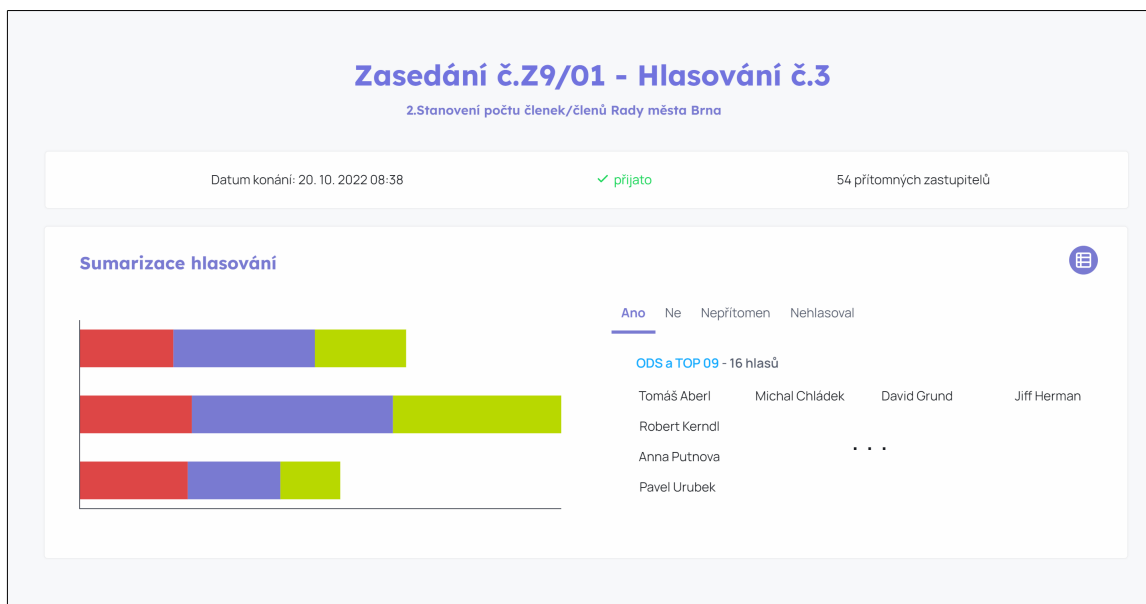 Zasedání č.Z9/01 - Hlasování č.3
2.Stanovení počtu členek/členů Rady města Brna
Datum konání: 20. 10. 2022 08:38
přijato
54 přítomných zastupitelů
Sumarizace hlasování
Ano Ne Nepřítomen Nehlasoval
ODS a TOP 09 - 16 hlasů
Tomáš Aberl Michal Chládek David Grund Jiff Herman
Robert Kerndl
Anna Putnova
. . .
Pavel Urubek